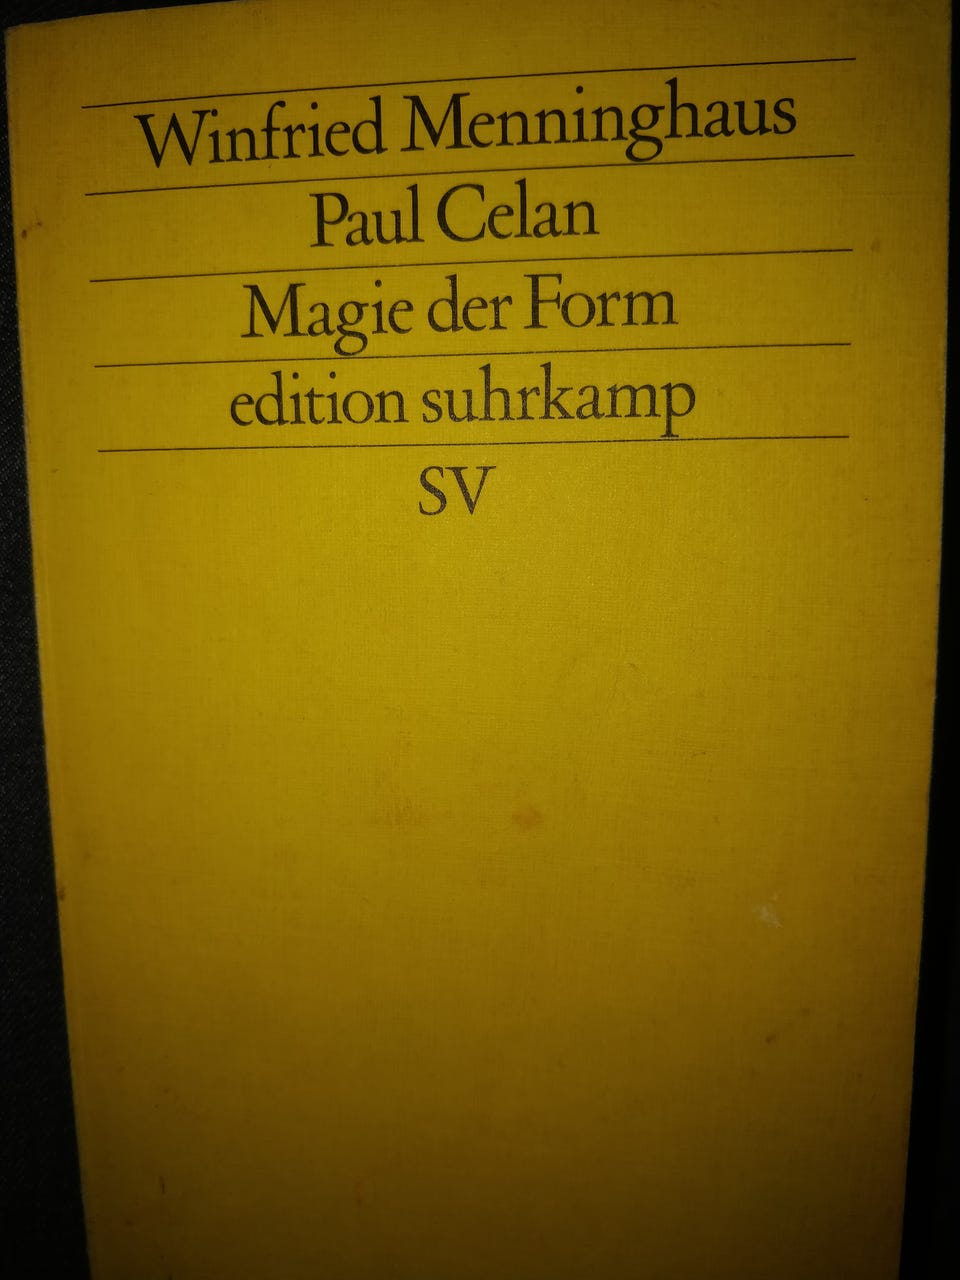 Winfried Menninghaus
Paul Celan
Magie der Form
edition suhrkamp
SV